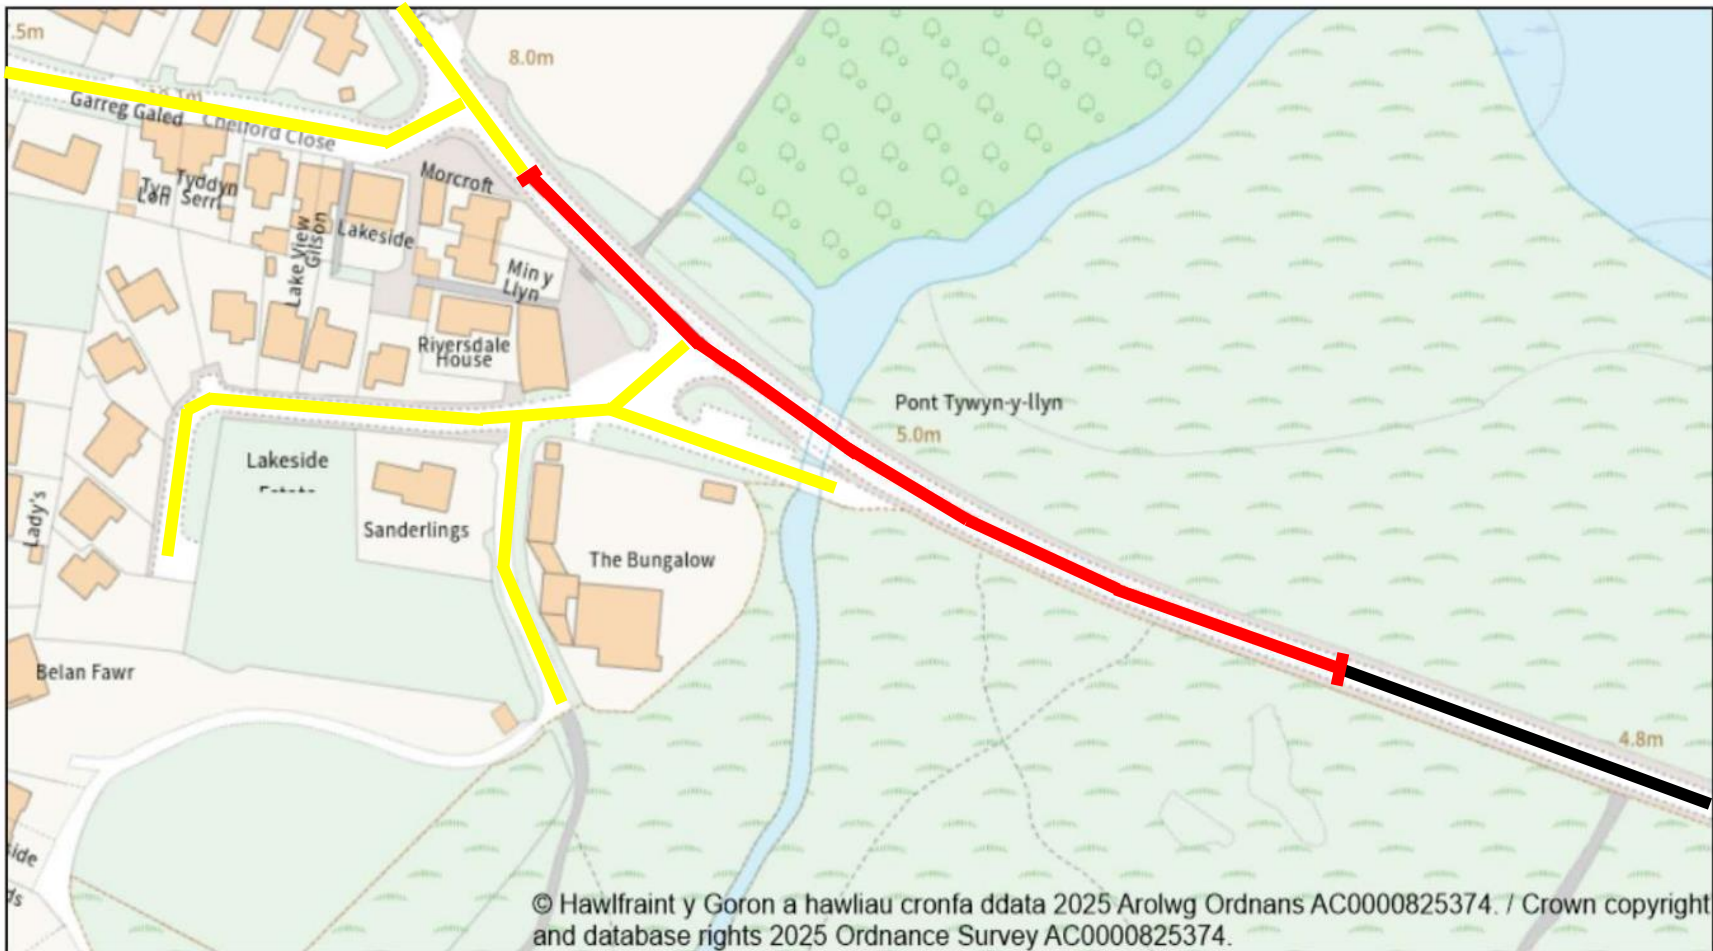 .5m
8.0m
Garreg Galed
Chelford Close
Morcroft
Tyn
Lon
Tyddyn
Serri
Lake View
Gilson
Lakeside
Min y
Llyn
Riversdale
House
Pont Tywyn-y-llyn
5.0m
Lakeside
Lady's
Sanderlings
The Bungalow
Belan Fawr
4.8m
side
ds
© Hawlfraint y Goron a hawliau cronfa ddata 2025 Arolwg Ordnans AC0000825374. / Crown copyright
and database rights 2025 Ordnance Survey AC0000825374.